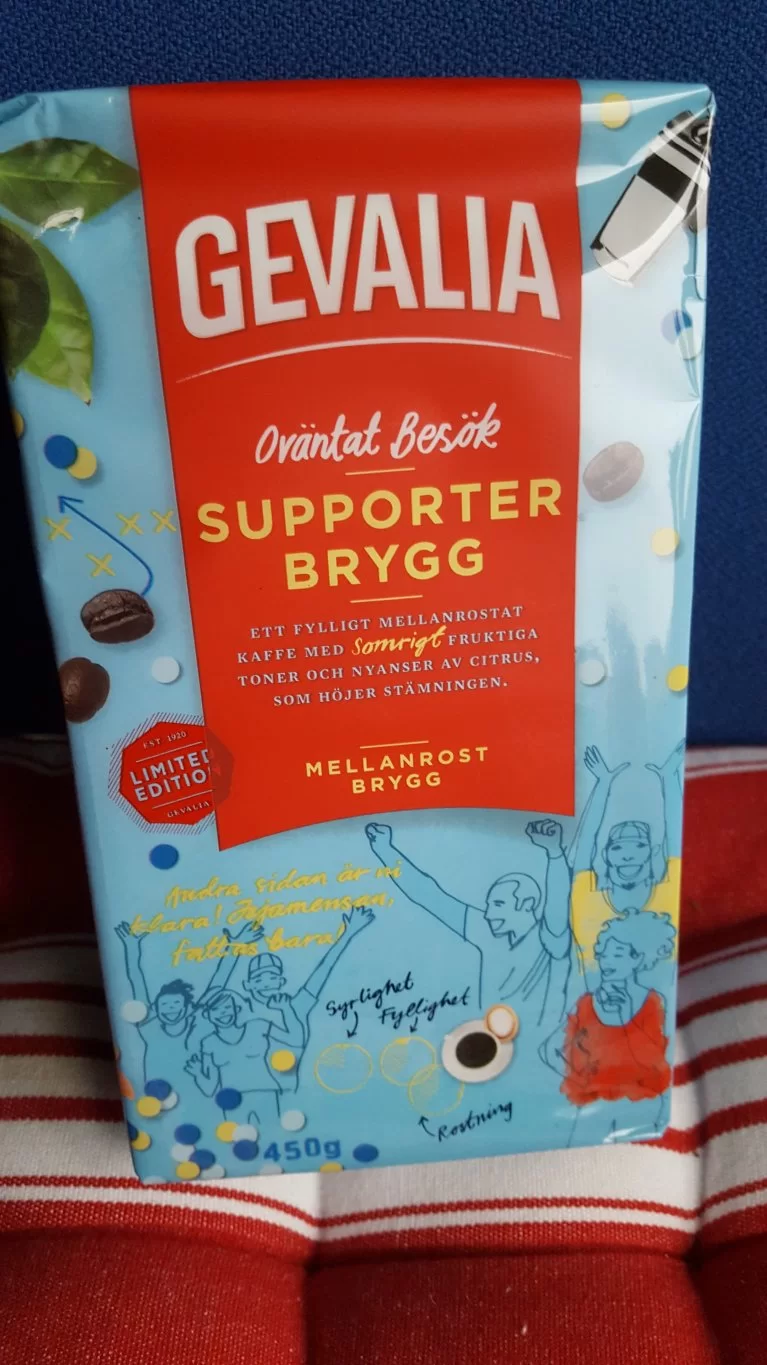 GEVALIA
Oväntat Besök
SUPPORTER
BRYGG
ETT FYLLIGT MELLANROSTAT
KAFFE MED somrigt FRUKTIGA
TONER OCH NYANSER AV CITRUS,
SOM HÖJER STÄMNINGEN.
MELLANROST
BRYGG
EST. 1920
LIMITED
EDITION
GEVALIA
Andra sidan är vi
klara! Jajamensan,
fattas bara!
Syrlighet
Fyllighet
Rostning
450g